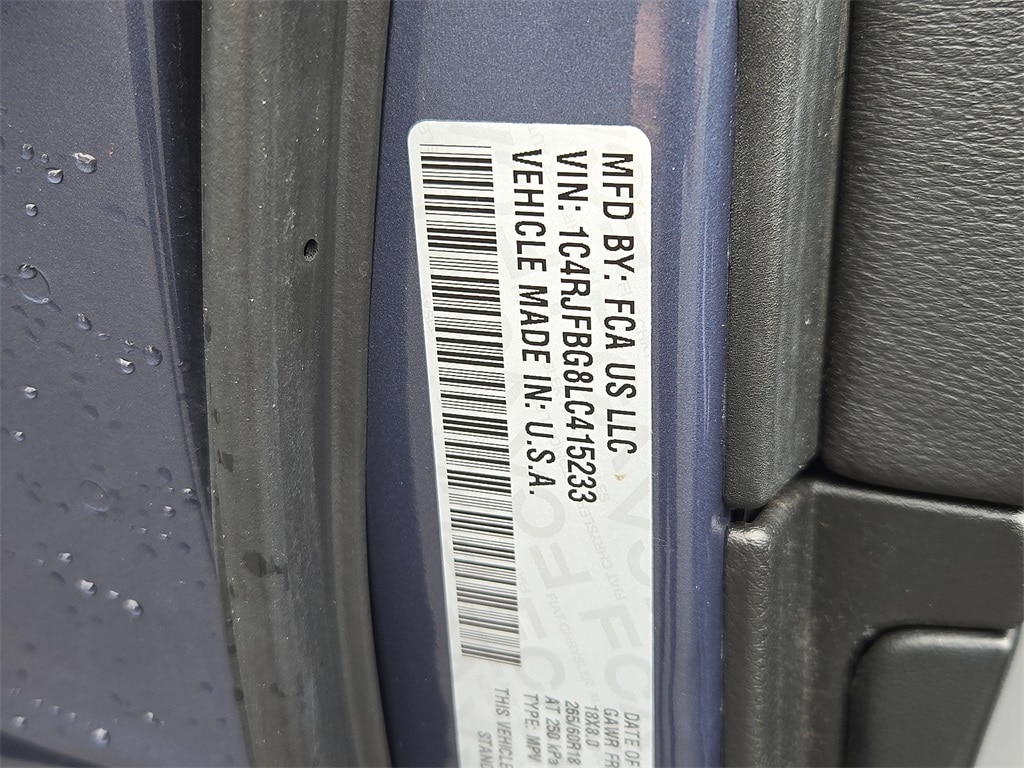 MFD BY: FCA US LLC
VIN: 1C4RJFBG8LC415233
VEHICLE MADE IN: U.S.A.
DATE OF
GAWR FR
18X8.0
265/60R18
AT 250 kPa
TYPE: MPV
THIS VEHICLE
STAND